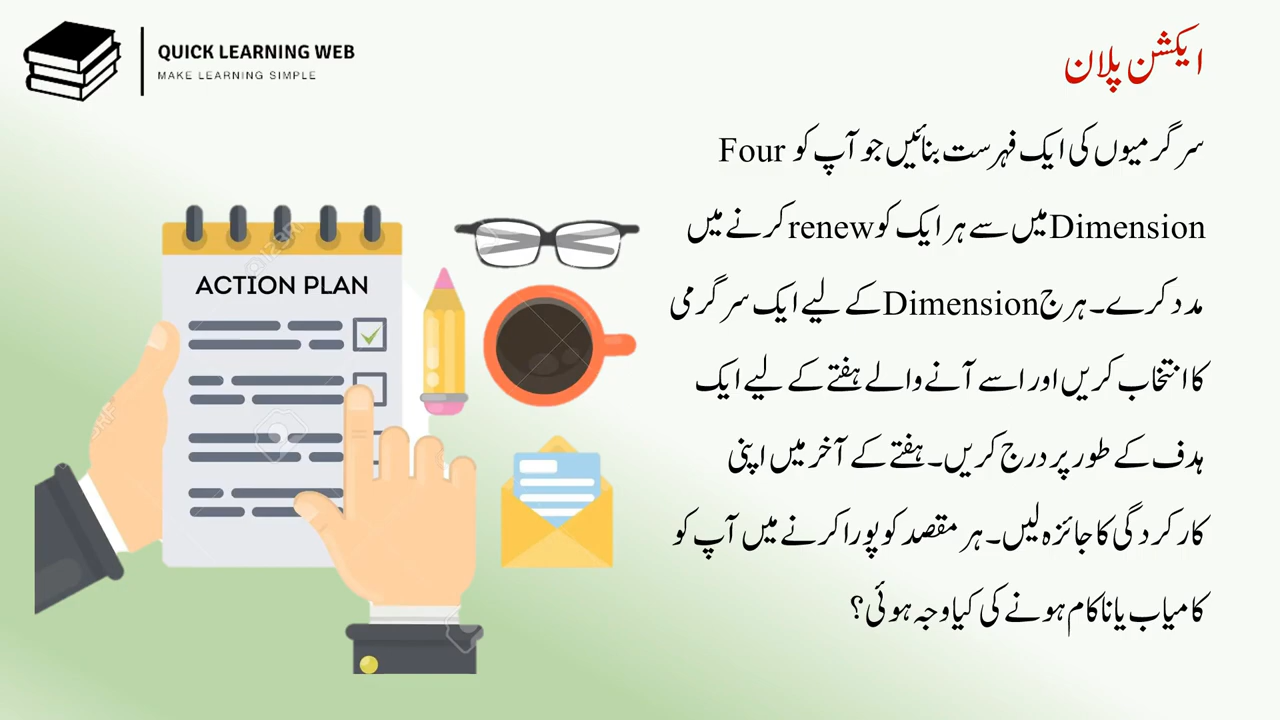 QUICK LEARNING WEB
MAKE LEARNING SIMPLE
ایکشن پلان
سرگرمیوں کی ایک فہرست بنائیں جو آپ کو Four
Dimension میں سے ہر ایک کو renew کرنے میں
مدد کرے۔ ہر ج Dimension کے لیے ایک سرگرمی
کا انتخاب کریں اور اسے آنے والے ہفتے کے لیے ایک
ہدف کے طور پر درج کریں۔ ہفتے کے آخر میں اپنی
کارکردگی کا جائزہ لیں۔ ہر مقصد کو پورا کرنے میں آپ کو
کامیاب یا ناکام ہونے کی کیا وجہ ہوئی؟
ACTION PLAN